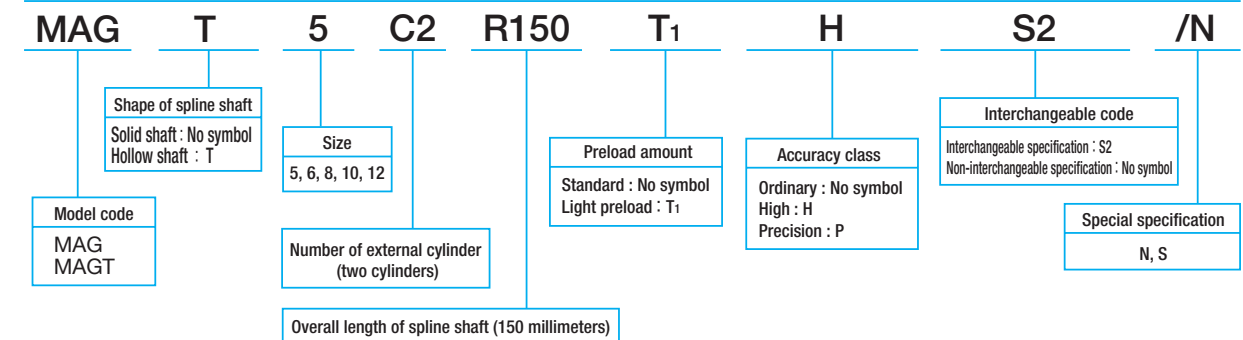 MAG T 5 C2 R150 T1 H S2 /N
Shape of spline shaft
Solid shaft : No symbol
Hollow shaft : T
Size
5, 6, 8, 10, 12
Preload amount
Standard : No symbol
Light preload : T1
Accuracy class
Ordinary : No symbol
High : H
Precision : P
Interchangeable code
Interchangeable specification : S2
Non-interchangeable specification : No symbol
Model code
MAG
MAGT
Number of external cylinder
(two cylinders)
Special specification
N, S
Overall length of spline shaft (150 millimeters)